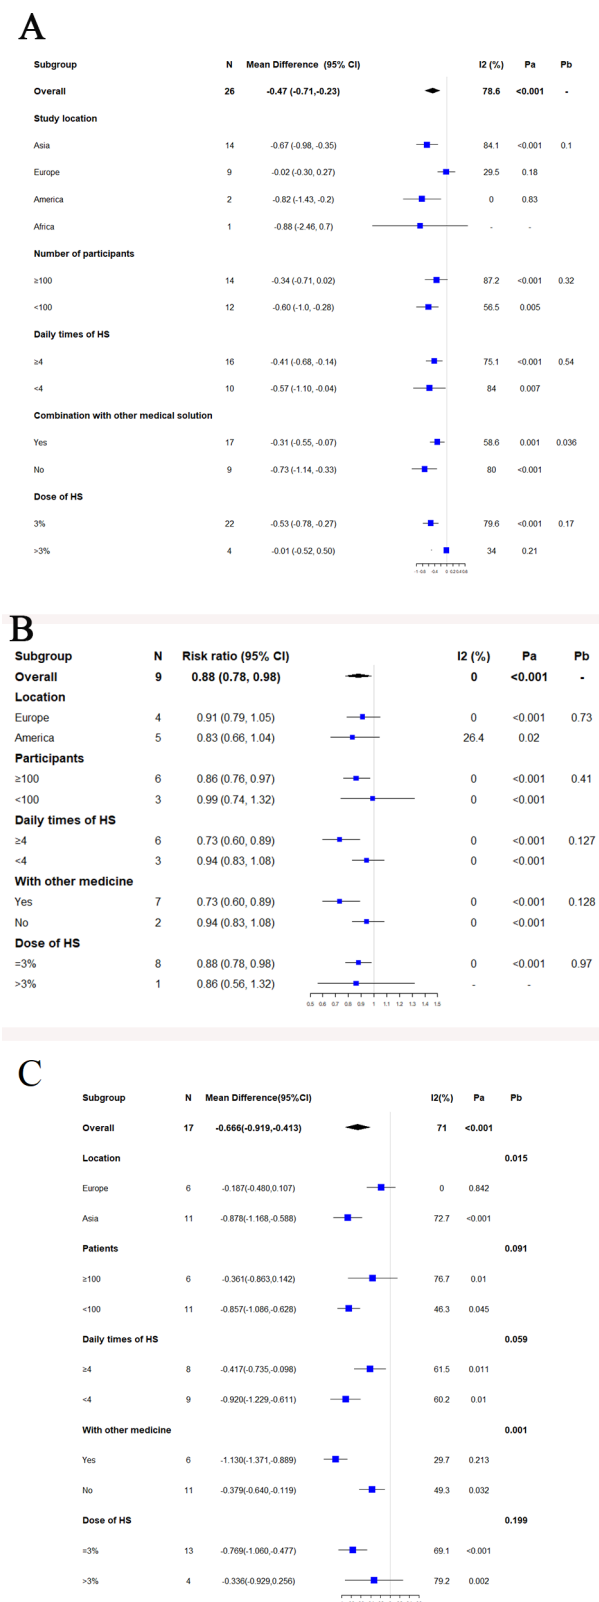 A
Subgroup N Mean Difference (95% CI) I2 (%) Pa Pb
Overall 26 -0.47 (-0.71,-0.23) 78.6 <0.001 -
Study location
Asia 14 -0.67 (-0.98, -0.35) 84.1 <0.001 0.1
Europe 9 -0.02 (-0.30, 0.27) 29.5 0.18
America 2 -0.82 (-1.43, -0.2) 0 0.83
Africa 1 -0.88 (-2.46, 0.7) - -
Number of participants
≥100 14 -0.34 (-0.71, 0.02) 87.2 <0.001 0.32
<100 12 -0.60 (-1.0, -0.28) 56.5 0.005
Daily times of HS
≥4 16 -0.41 (-0.68, -0.14) 75.1 <0.001 0.54
<4 10 -0.57 (-1.10, -0.04) 84 0.007
Combination with other medical solution
Yes 17 -0.31 (-0.55, -0.07) 58.6 0.001 0.036
No 9 -0.73 (-1.14, -0.33) 80 <0.001
Dose of HS
3% 22 -0.53 (-0.78, -0.27) 79.6 <0.001 0.17
>3% 4 -0.01 (-0.52, 0.50) 34 0.21
B
Subgroup N Risk ratio (95% CI) I2 (%) Pa Pb
Overall 9 0.88 (0.78, 0.98) 0 <0.001 -
Location
Europe 4 0.91 (0.79, 1.05) 0 <0.001 0.73
America 5 0.83 (0.66, 1.04) 26.4 0.02
Participants
≥100 6 0.86 (0.76, 0.97) 0 <0.001 0.41
<100 3 0.99 (0.74, 1.32) 0 <0.001
Daily times of HS
≥4 6 0.73 (0.60, 0.89) 0 <0.001 0.127
<4 3 0.94 (0.83, 1.08) 0 <0.001
With other medicine
Yes 7 0.73 (0.60, 0.89) 0 <0.001 0.128
No 2 0.94 (0.83, 1.08) 0 <0.001
Dose of HS
=3% 8 0.88 (0.78, 0.98) 0 <0.001 0.97
>3% 1 0.86 (0.56, 1.32) - -
0.5 0.6 0.7 0.8 0.9 1 1.1 1.2 1.3 1.4 1.5
C
Subgroup N Mean Difference(95%CI) I2(%) Pa Pb
Overall 17 -0.666(-0.919,-0.413) 71 <0.001
Location 0.015
Europe 6 -0.187(-0.480,0.107) 0 0.842
Asia 11 -0.878(-1.168,-0.588) 72.7 <0.001
Patients 0.091
≥100 6 -0.361(-0.863,0.142) 76.7 0.01
<100 11 -0.857(-1.086,-0.628) 46.3 0.045
Daily times of HS 0.059
≥4 8 -0.417(-0.735,-0.098) 61.5 0.011
<4 9 -0.920(-1.229,-0.611) 60.2 0.01
With other medicine 0.001
Yes 6 -1.130(-1.371,-0.889) 29.7 0.213
No 11 -0.379(-0.640,-0.119) 49.3 0.032
Dose of HS 0.199
=3% 13 -0.769(-1.060,-0.477) 69.1 <0.001
>3% 4 -0.336(-0.929,0.256) 79.2 0.002